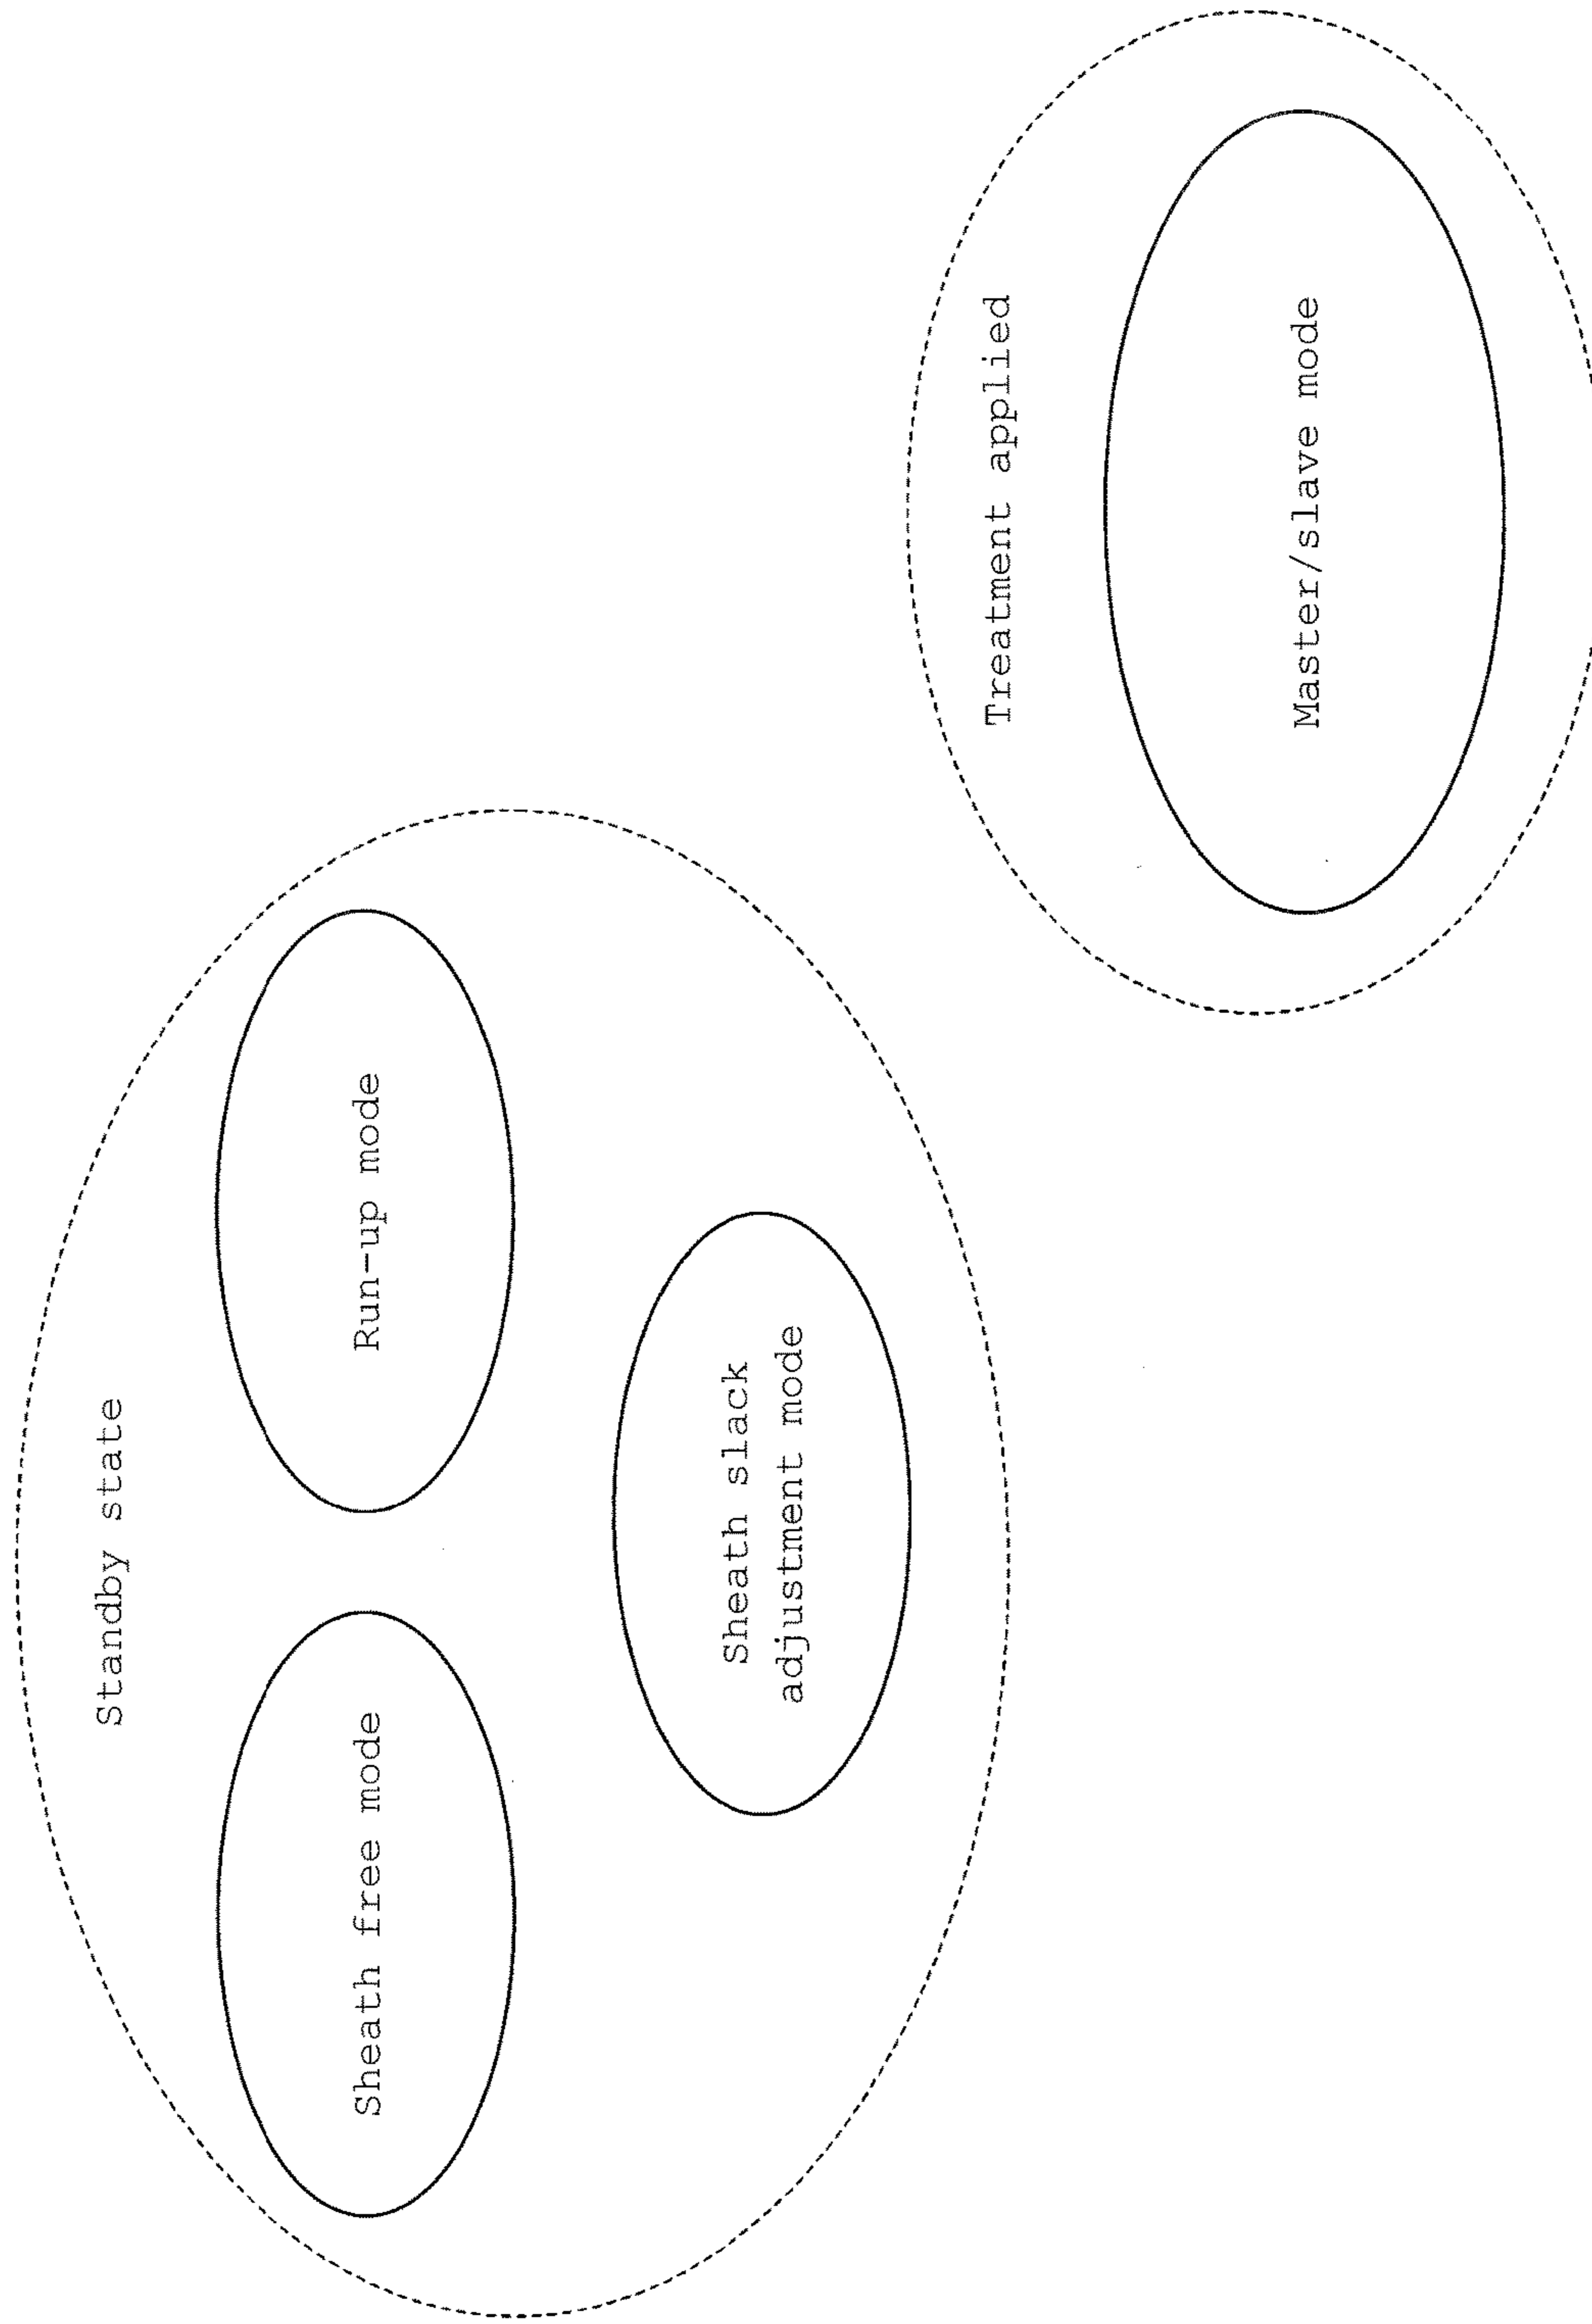 Standby state
Sheath free mode
Run-up mode
Sheath slack
adjustment mode
Treatment applied
Master/slave mode